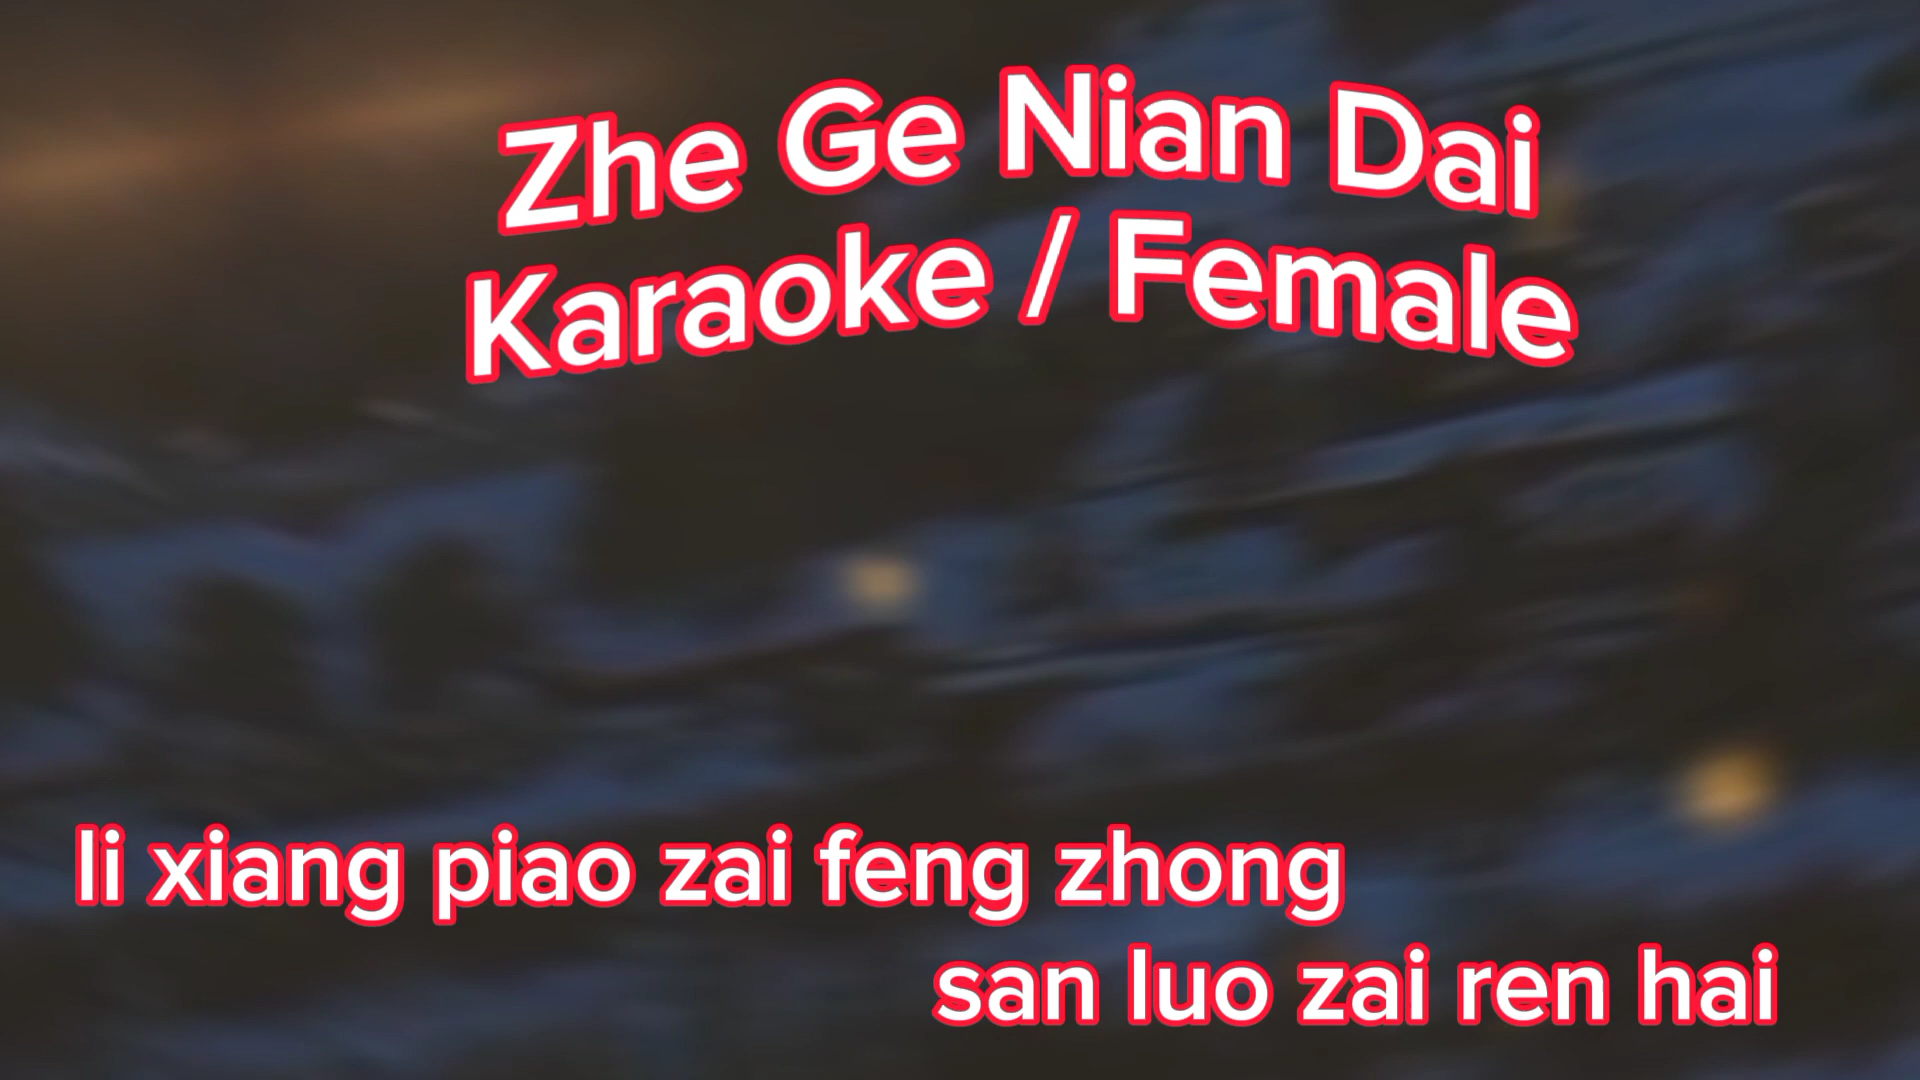 Zhe Ge Nian Dai
Karaoke / Female
li xiang piao zai feng zhong
san luo zai ren hai